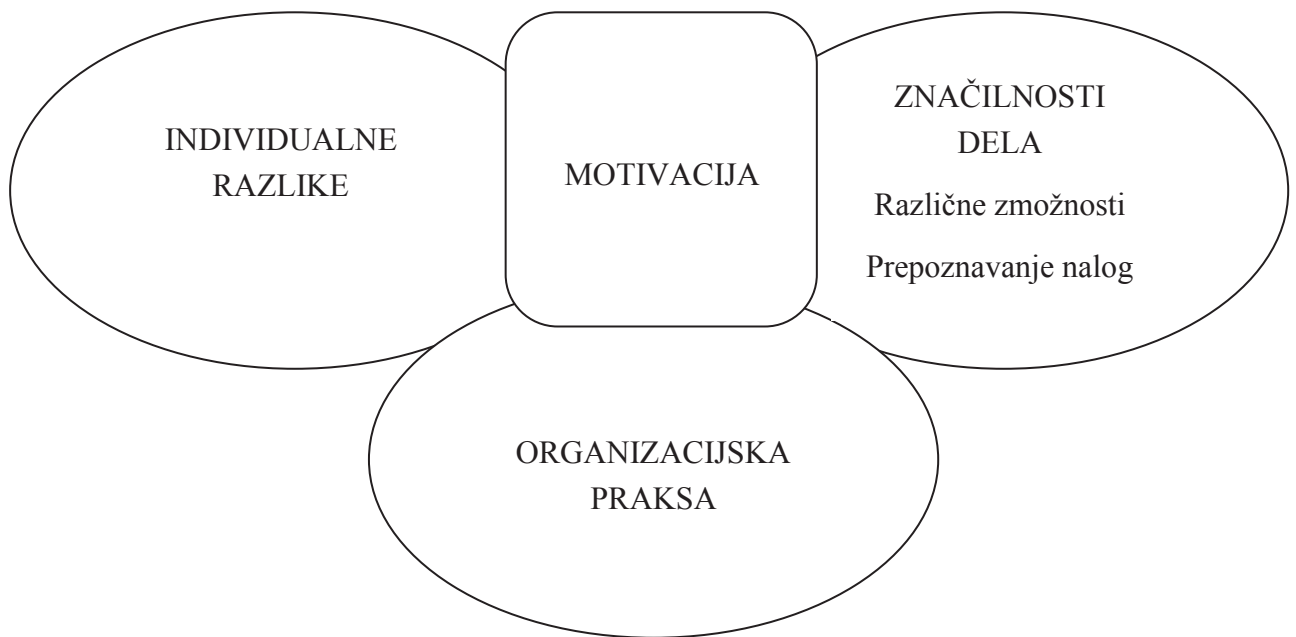 INDIVIDUALNE
RAZLIKE
MOTIVACIJA
ZNAČILNOSTI
DELA
Različne zmožnosti
Prepoznavanje nalog
ORGANIZACIJSKA
PRAKSA